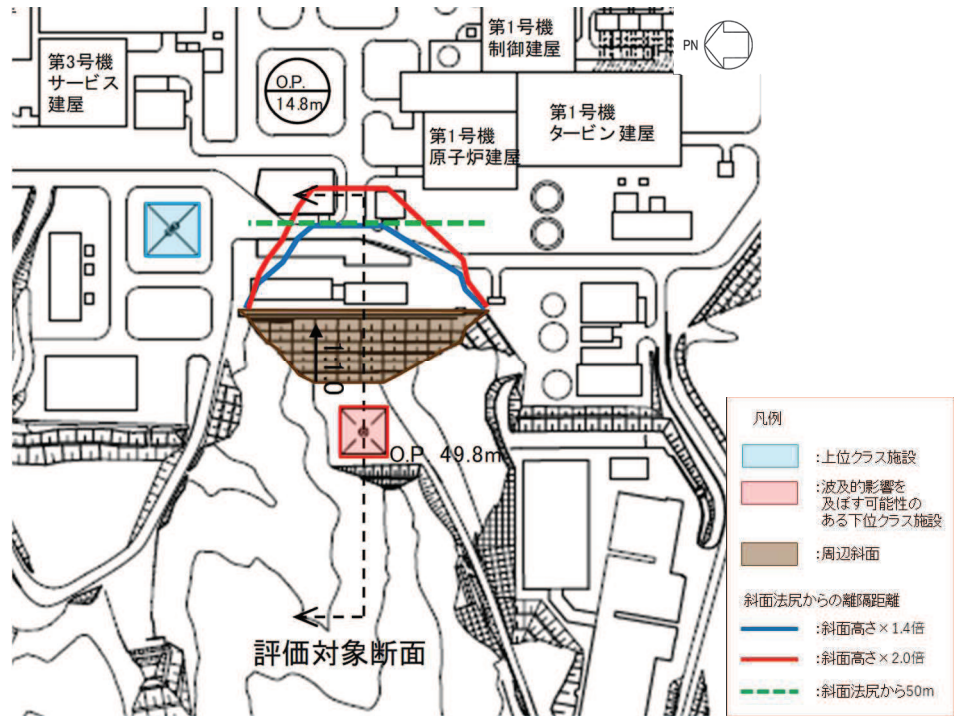 第3号機
サービス
建屋
O.P.
14.8m
第1号機
制御建屋
PN
第1号機
原子炉建屋
第1号機
タービン建屋
1:1.0
O.P. 49.8m
評価対象断面
凡例
:上位クラス施設
:波及的影響を
及ぼす可能性の
ある下位クラス施設
:周辺斜面
斜面法尻からの離隔距離
:斜面高さ×1.4倍
:斜面高さ×2.0倍
:斜面法尻から50m